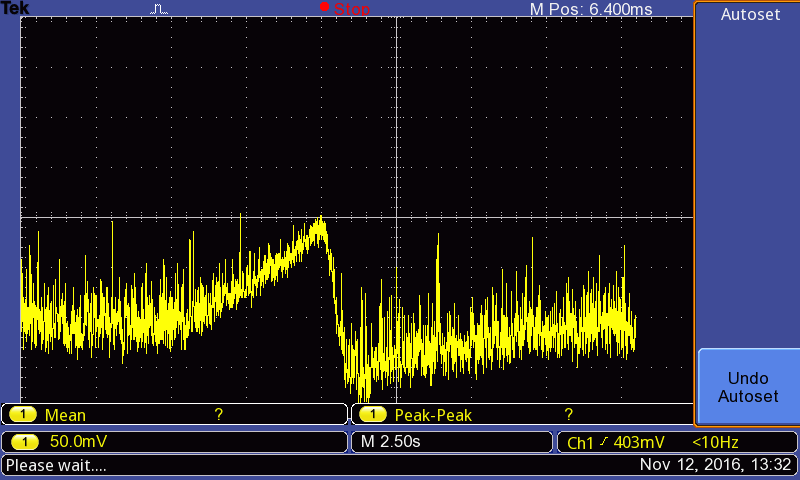 Tek Stop M Pos: 6.400ms Autoset
Undo
Autoset
1 Mean ? 1 Peak-Peak ?
1 50.0mV M 2.50s Ch1 403mV <10Hz
Please wait.... Nov 12, 2016, 13:32